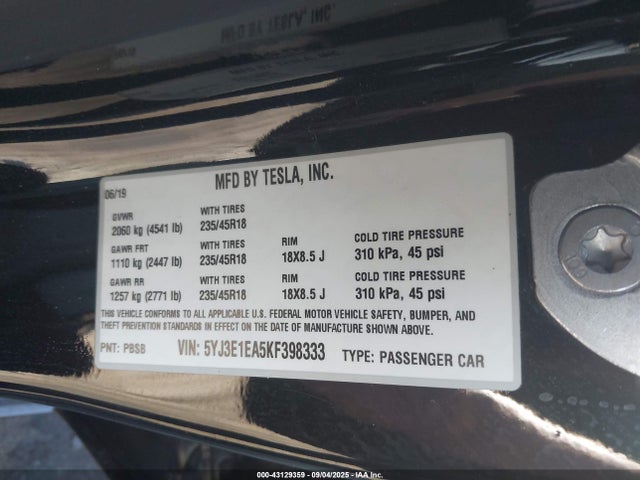 MFD BY TESLA, INC.
06/19
GVWR WITH TIRES
2060 kg (4541 lb) 235/45R18
GAWR FRT WITH TIRES RIM COLD TIRE PRESSURE
1110 kg (2447 lb) 235/45R18 18X8.5 J 310 kPa, 45 psi
GAWR RR WITH TIRES RIM COLD TIRE PRESSURE
1257 kg (2771 lb) 235/45R18 18X8.5 J 310 kPa, 45 psi
THIS VEHICLE CONFORMS TO ALL APPLICABLE U.S. FEDERAL MOTOR VEHICLE SAFETY, BUMPER, AND
THEFT PREVENTION STANDARDS IN EFFECT ON THE DATE OF MANUFACTURE SHOWN ABOVE.
PNT: PBSB VIN: 5YJ3E1EA5KF398333 TYPE: PASSENGER CAR
000-43129359 - 09/04/2025 - IAA, Inc.